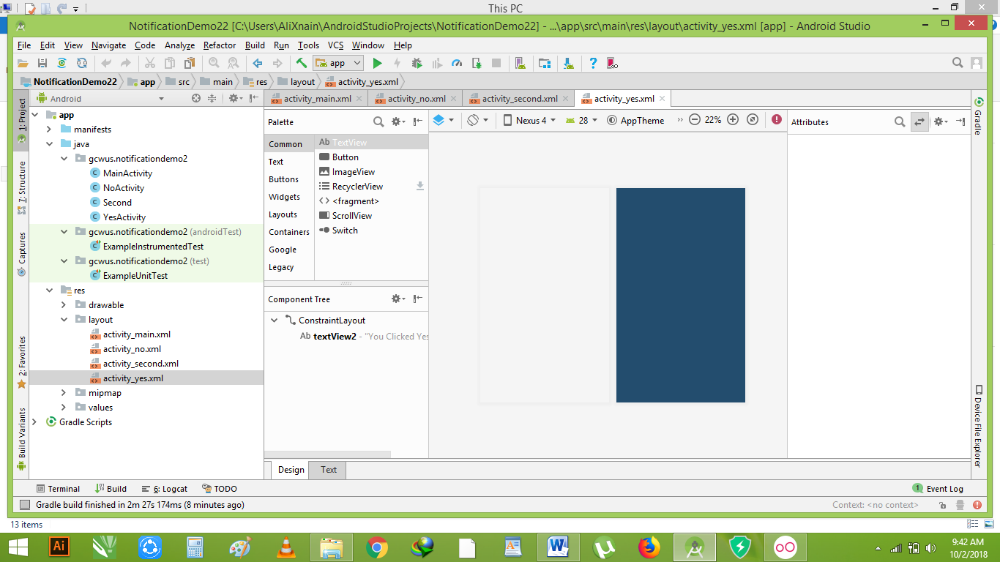 This PC
NotificationDemo22 [C:\Users\AliXnain\AndroidStudioProjects\NotificationDemo22] - ...\app\src\main\res\layout\activity_yes.xml [app] - Android Studio
File Edit View Navigate Code Analyze Refactor Build Run Tools VCS Window Help
app
NotificationDemo22 app src main res layout activity_yes.xml
Android
activity_main.xml activity_no.xml activity_second.xml activity_yes.xml
1: Project
7: Structure
Captures
2: Favorites
Build Variants
app
manifests
java
gcwus.notificationdemo2
MainActivity
NoActivity
Second
YesActivity
gcwus.notificationdemo2 (androidTest)
ExampleInstrumentedTest
gcwus.notificationdemo2 (test)
ExampleUnitTest
res
drawable
layout
activity_main.xml
activity_no.xml
activity_second.xml
activity_yes.xml
mipmap
values
Gradle Scripts
Palette
Common
Text
Buttons
Widgets
Layouts
Containers
Google
Legacy
Ab TextView
Button
ImageView
RecyclerView
<fragment>
ScrollView
Switch
Component Tree
ConstraintLayout
Ab textView2 - "You Clicked Yes
Nexus 4 28 AppTheme 22%
Attributes
Gradle
Device File Explorer
Design Text
Terminal Build 6: Logcat TODO
1 Event Log
Gradle build finished in 2m 27s 174ms (8 minutes ago)
Context: <no context>
13 items
Ai
9:42 AM
10/2/2018